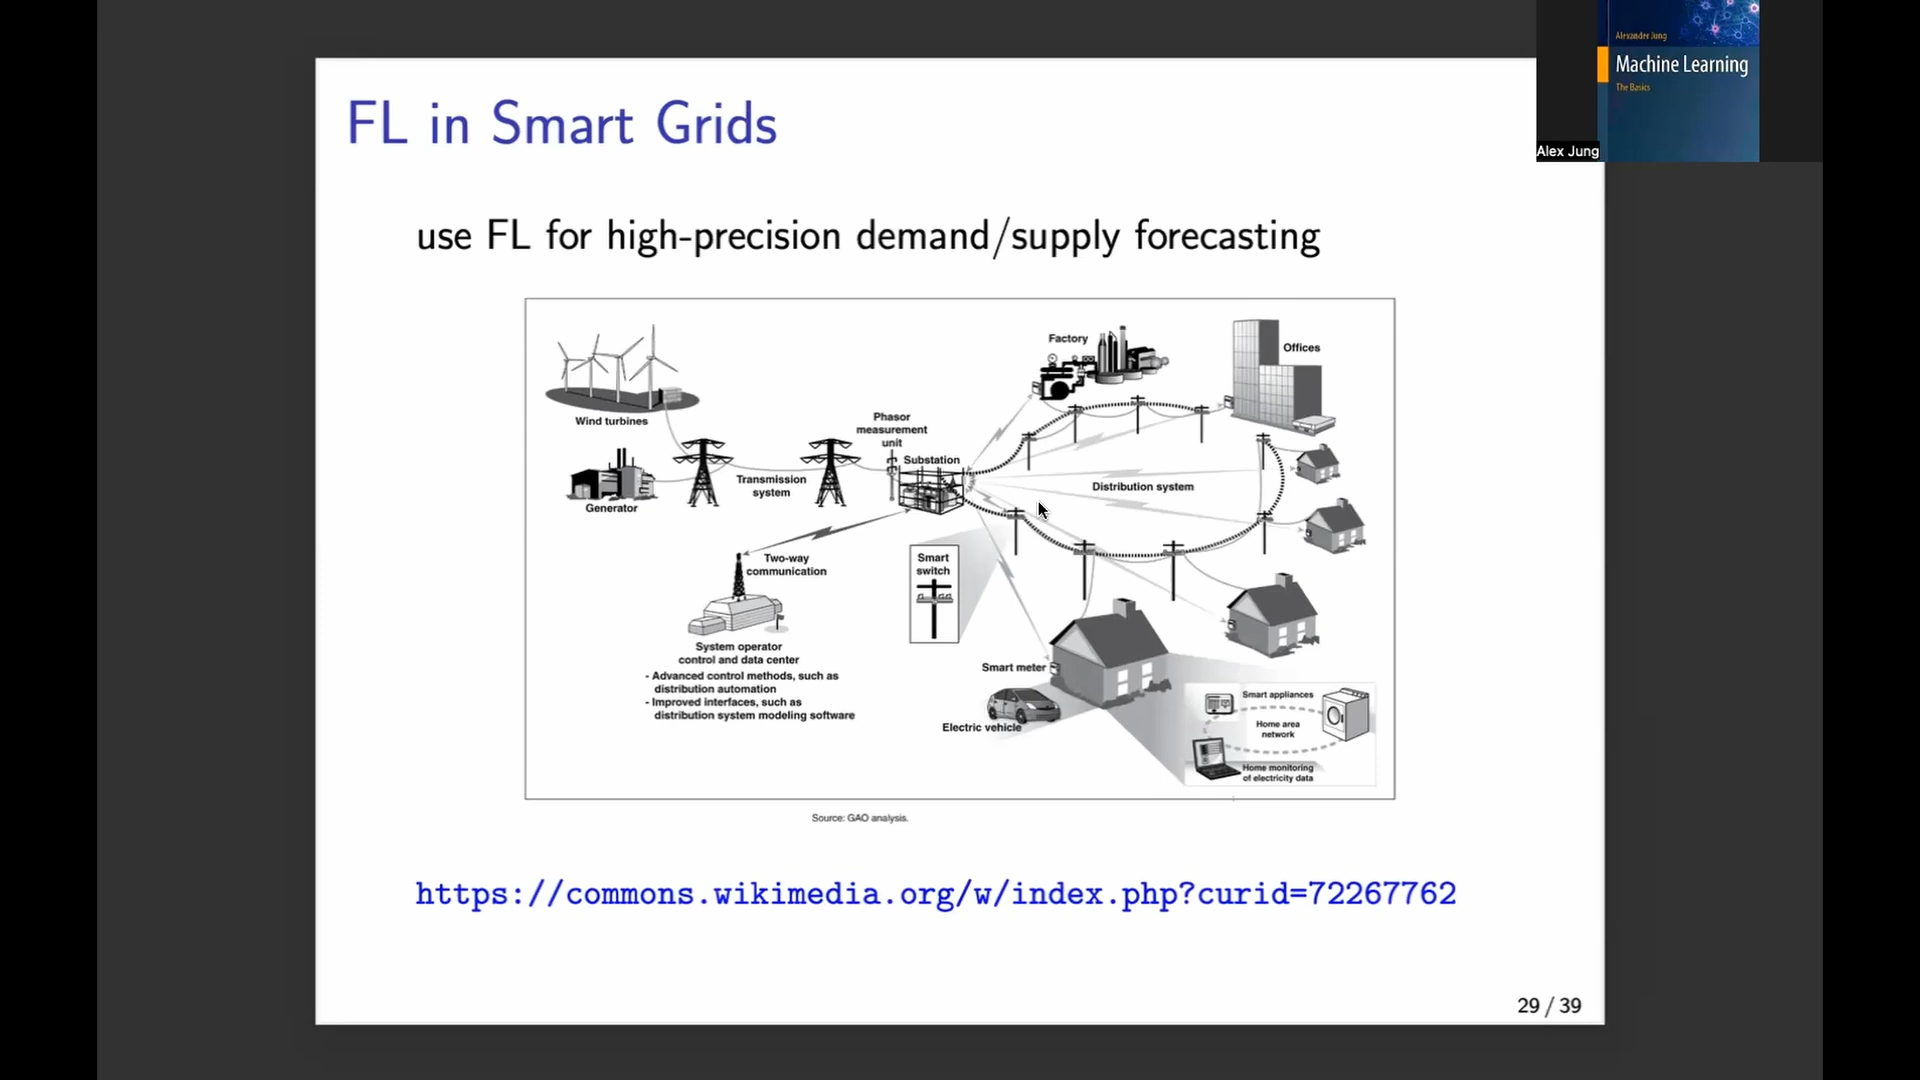 Alexander Jung
Machine Learning
The Basics
Alex Jung
FL in Smart Grids
use FL for high-precision demand/supply forecasting
Wind turbines
Generator
Transmission
system
Phasor
measurement
unit
Substation
Factory
Offices
Distribution system
Two-way
communication
System operator
control and data center
- Advanced control methods, such as
distribution automation
- Improved interfaces, such as
distribution system modeling software
Smart
switch
Smart meter
Electric vehicle
Smart appliances
Home area
network
Home monitoring
of electricity data
Source: GAO analysis.
https://commons.wikimedia.org/w/index.php?curid=72267762
29 / 39